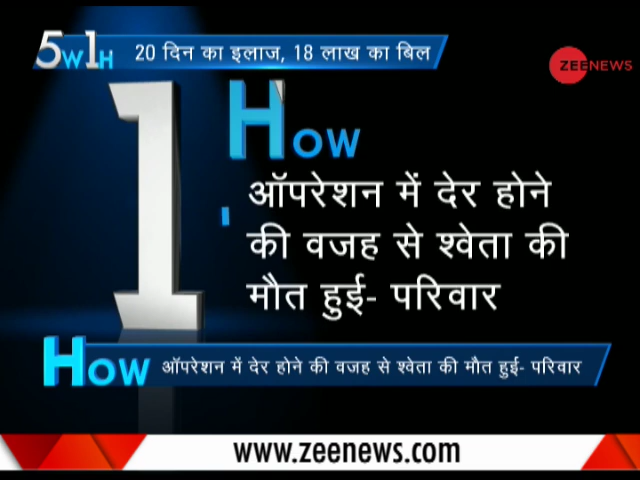 5W1H
20 दिन का इलाज, 18 लाख का बिल
ZEENEWS
1
How
ऑपरेशन में देर होने
की वजह से श्वेता की
मौत हुई- परिवार
How
ऑपरेशन में देर होने की वजह से श्वेता की मौत हुई- परिवार
www.zeenews.com